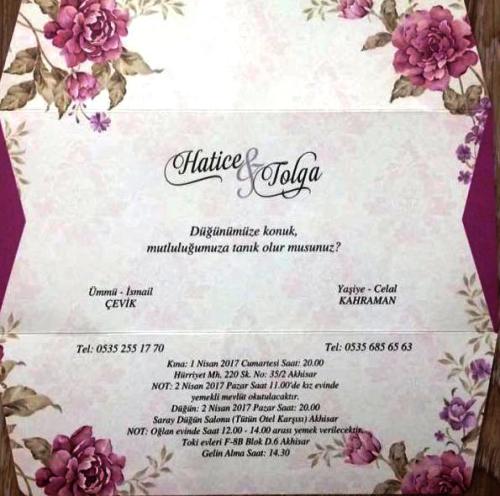 Hatice & Tolga
Düğünümüze konuk,
mutluluğumuza tanık olur musunuz?
Ümmü - İsmail
ÇEVİK
Yaşiye - Celal
KAHRAMAN
Tel: 0535 255 17 70
Tel: 0535 685 65 63
Kına: 1 Nisan 2017 Cumartesi Saat: 20.00
Hürriyet Mh. 220 Sk. No: 35/2 Akhisar
NOT: 2 Nisan 2017 Pazar Saat 11.00'de kız evinde
yemekli mevlüt okutulacaktır.
Düğün: 2 Nisan 2017 Pazar Saat: 20.00
Saray Düğün Salonu (Tütün Otel Karşısı) Akhisar
NOT: Oğlan evinde Saat 12.00 - 14.00 arası yemek verilecektir.
Toki evleri F-8B Blok D.6 Akhisar
Gelin Alma Saat: 14.30